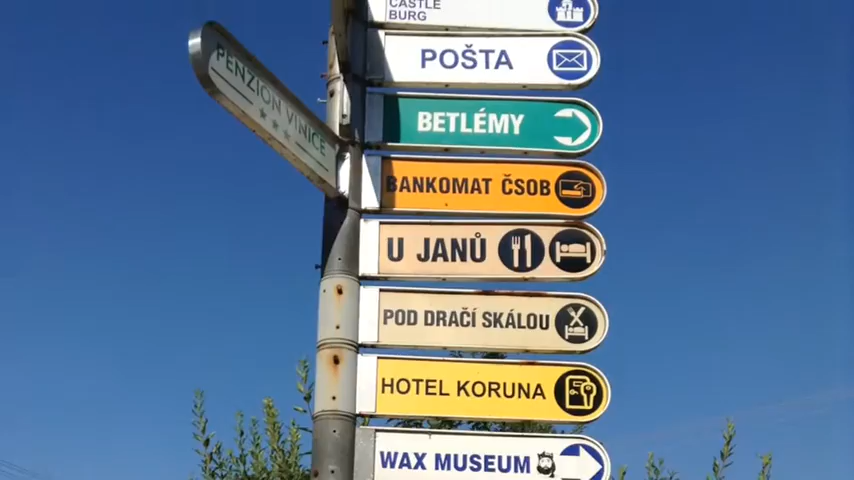 CASTLE
BURG
POŠTA
PENZION VINICE
BETLÉMY
BANKOMAT ČSOB
U JANŮ
POD DRAČÍ SKÁLOU
HOTEL KORUNA
WAX MUSEUM